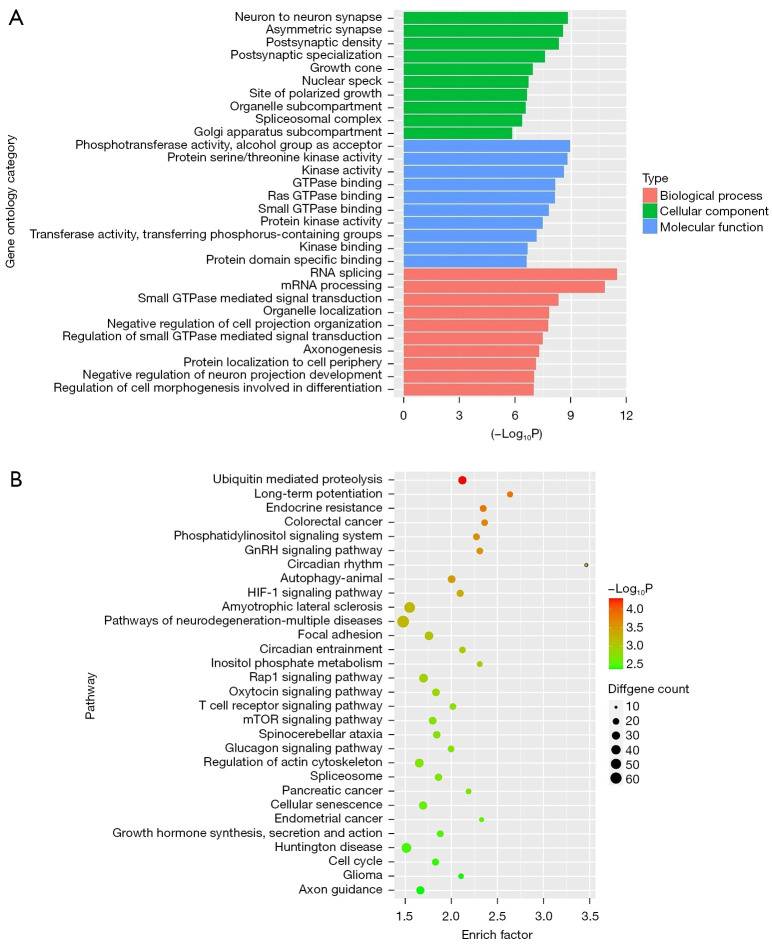 A
Gene ontology category
Neuron to neuron synapse
Asymmetric synapse
Postsynaptic density
Postsynaptic specialization
Growth cone
Nuclear speck
Site of polarized growth
Organelle subcompartment
Spliceosomal complex
Golgi apparatus subcompartment
Phosphotransferase activity, alcohol group as acceptor
Protein serine/threonine kinase activity
Kinase activity
GTPase binding
Ras GTPase binding
Small GTPase binding
Protein kinase activity
Transferase activity, transferring phosphorus-containing groups
Kinase binding
Protein domain specific binding
RNA splicing
mRNA processing
Small GTPase mediated signal transduction
Organelle localization
Negative regulation of cell projection organization
Regulation of small GTPase mediated signal transduction
Axonogenesis
Protein localization to cell periphery
Negative regulation of neuron projection development
Regulation of cell morphogenesis involved in differentiation
0 3 6 9 12
(−Log₁₀P)
Type
Biological process
Cellular component
Molecular function
B
Pathway
Ubiquitin mediated proteolysis
Long-term potentiation
Endocrine resistance
Colorectal cancer
Phosphatidylinositol signaling system
GnRH signaling pathway
Circadian rhythm
Autophagy-animal
HIF-1 signaling pathway
Amyotrophic lateral sclerosis
Pathways of neurodegeneration-multiple diseases
Focal adhesion
Circadian entrainment
Inositol phosphate metabolism
Rap1 signaling pathway
Oxytocin signaling pathway
T cell receptor signaling pathway
mTOR signaling pathway
Spinocerebellar ataxia
Glucagon signaling pathway
Regulation of actin cytoskeleton
Spliceosome
Pancreatic cancer
Cellular senescence
Endometrial cancer
Growth hormone synthesis, secretion and action
Huntington disease
Cell cycle
Glioma
Axon guidance
1.5 2.0 2.5 3.0 3.5
Enrich factor
−Log₁₀P
4.0
3.5
3.0
2.5
Diffgene count
10
20
30
40
50
60